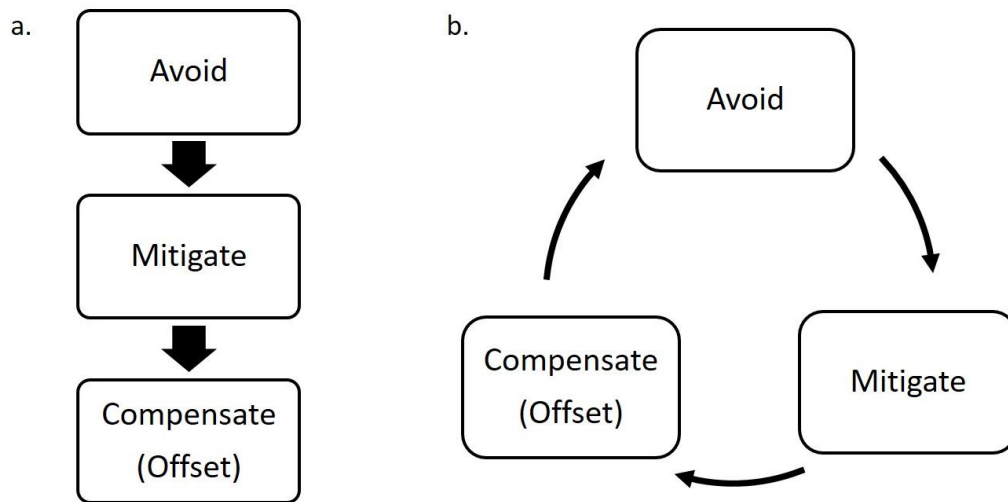 a.
Avoid
Mitigate
Compensate
(Offset)
b.
Avoid
Mitigate
Compensate
(Offset)